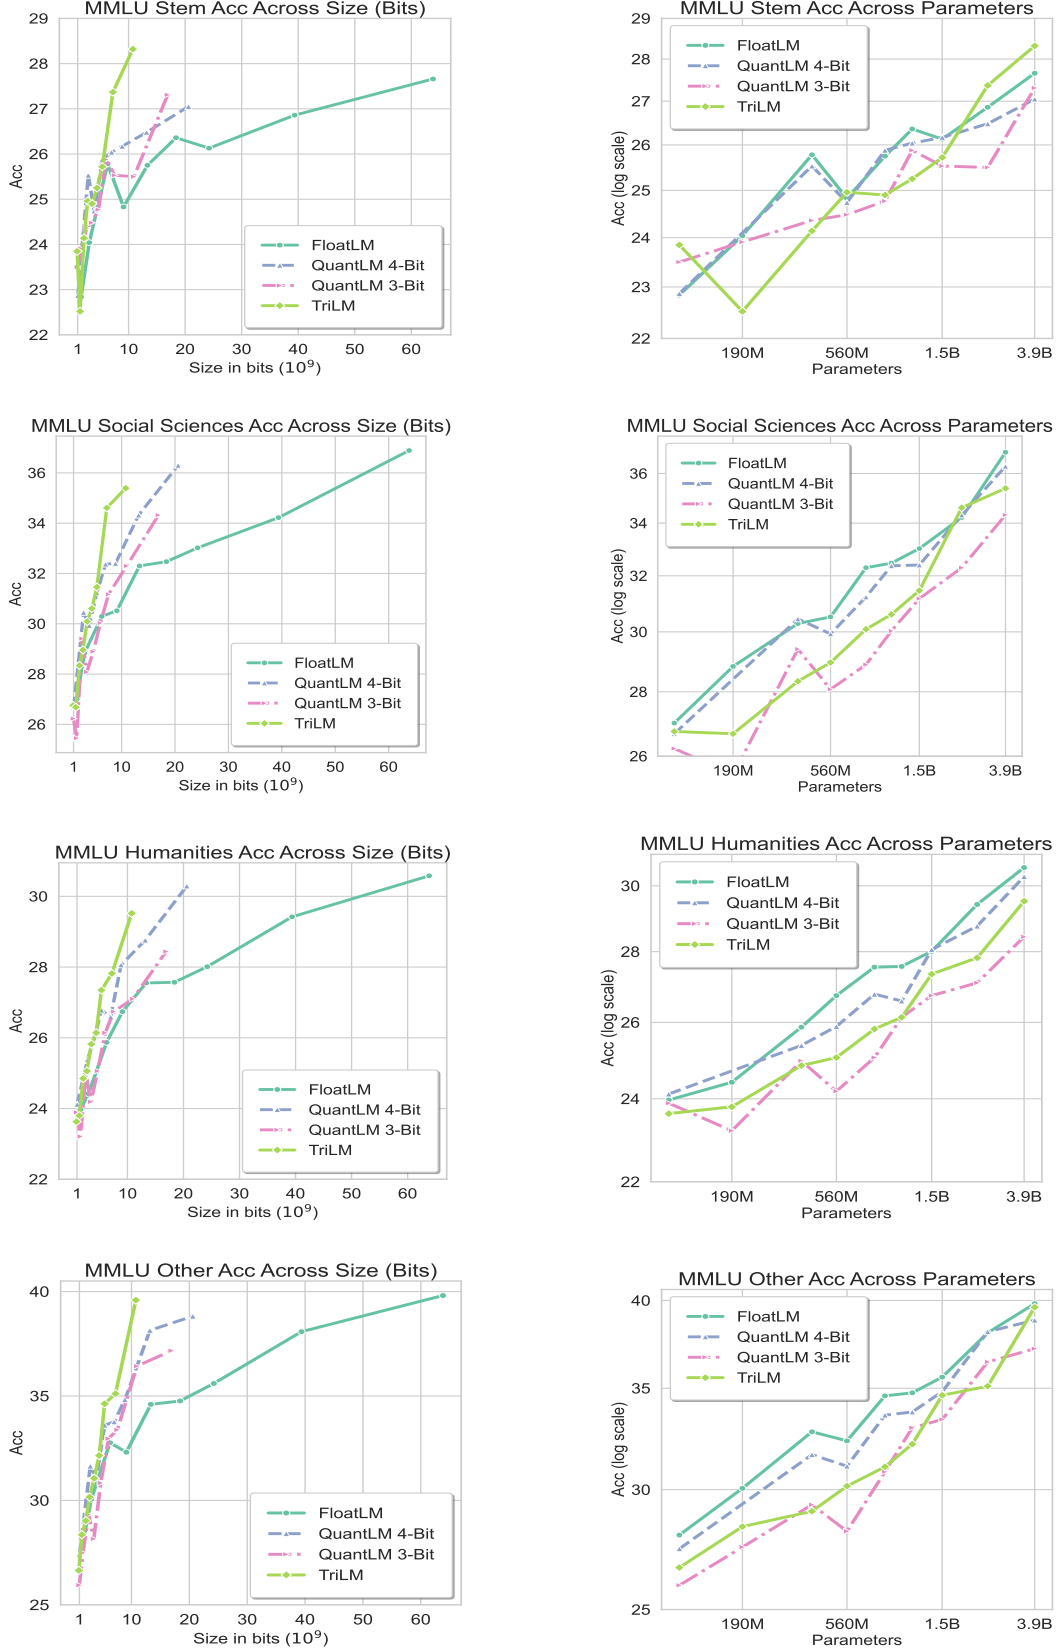 MMLU Stem Acc Across Size (Bits)
29
28
27
26
25
24
23
22
Acc
FloatLM
QuantLM 4-Bit
QuantLM 3-Bit
TriLM
1 10 20 30 40 50 60
Size in bits (10⁹)
MMLU Stem Acc Across Parameters
29
28
27
26
25
24
23
22
Acc (log scale)
FloatLM
QuantLM 4-Bit
QuantLM 3-Bit
TriLM
190M 560M 1.5B 3.9B
Parameters
MMLU Social Sciences Acc Across Size (Bits)
36
34
32
30
28
26
Acc
FloatLM
QuantLM 4-Bit
QuantLM 3-Bit
TriLM
1 10 20 30 40 50 60
Size in bits (10⁹)
MMLU Social Sciences Acc Across Parameters
36
34
32
30
28
26
Acc (log scale)
FloatLM
QuantLM 4-Bit
QuantLM 3-Bit
TriLM
190M 560M 1.5B 3.9B
Parameters
MMLU Humanities Acc Across Size (Bits)
30
28
26
24
22
Acc
FloatLM
QuantLM 4-Bit
QuantLM 3-Bit
TriLM
1 10 20 30 40 50 60
Size in bits (10⁹)
MMLU Humanities Acc Across Parameters
30
28
26
24
22
Acc (log scale)
FloatLM
QuantLM 4-Bit
QuantLM 3-Bit
TriLM
190M 560M 1.5B 3.9B
Parameters
MMLU Other Acc Across Size (Bits)
40
35
30
25
Acc
FloatLM
QuantLM 4-Bit
QuantLM 3-Bit
TriLM
1 10 20 30 40 50 60
Size in bits (10⁹)
MMLU Other Acc Across Parameters
40
35
30
25
Acc (log scale)
FloatLM
QuantLM 4-Bit
QuantLM 3-Bit
TriLM
190M 560M 1.5B 3.9B
Parameters